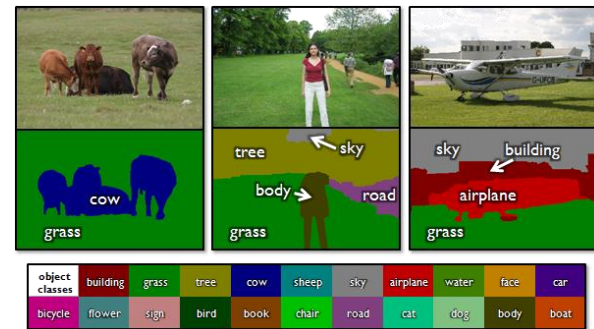 G-UFCB
tree
sky
sky
building
cow
body
road
airplane
grass
grass
grass
object classes
building
grass
tree
cow
sheep
sky
airplane
water
face
car
bicycle
flower
sign
bird
book
chair
road
cat
dog
body
boat